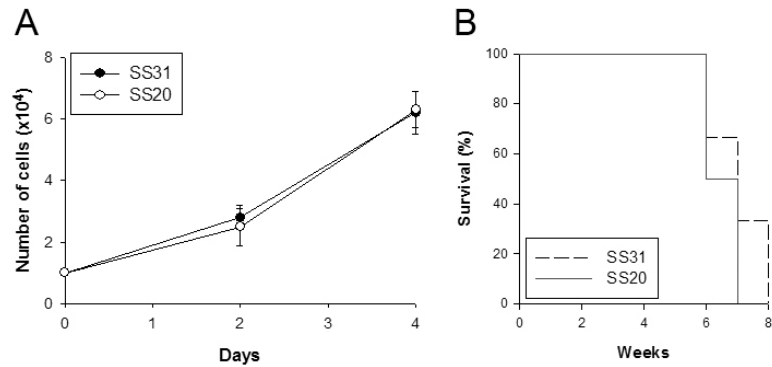 A
Number of cells (x10⁴)
8
6
4
2
0
SS31
SS20
0 1 2 3 4
Days
B
Survival (%)
100
80
60
40
20
0
SS31
SS20
0 2 4 6 8
Weeks